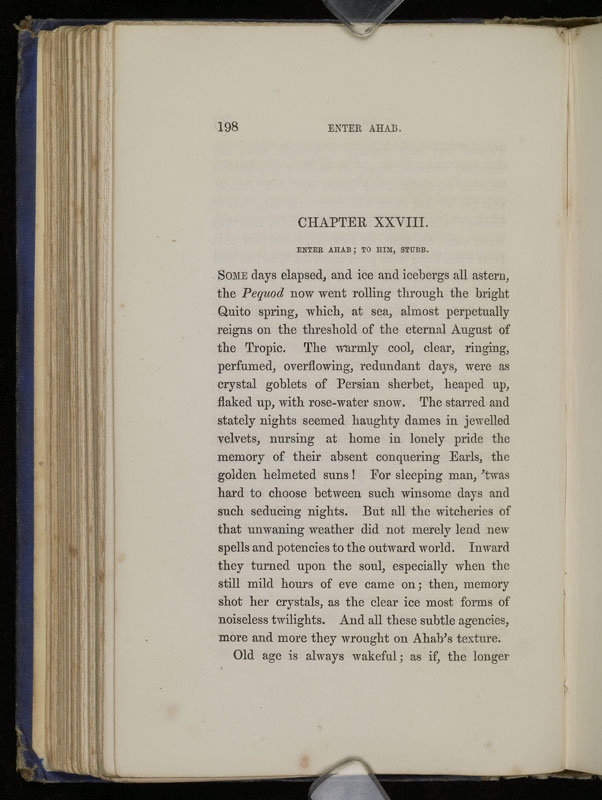 198 ENTER AHAB.
CHAPTER XXVIII.
ENTER AHAB; TO HIM, STUBB.
SOME days elapsed, and ice and icebergs all astern,
the Pequod now went rolling through the bright
Quito spring, which, at sea, almost perpetually
reigns on the threshold of the eternal August of
the Tropic. The warmly cool, clear, ringing,
perfumed, overflowing, redundant days, were as
crystal goblets of Persian sherbet, heaped up,
flaked up, with rose-water snow. The starred and
stately nights seemed haughty dames in jewelled
velvets, nursing at home in lonely pride the
memory of their absent conquering Earls, the
golden helmeted suns! For sleeping man, 'twas
hard to choose between such winsome days and
such seducing nights. But all the witcheries of
that unwaning weather did not merely lend new
spells and potencies to the outward world. Inward
they turned upon the soul, especially when the
still mild hours of eve came on; then, memory
shot her crystals, as the clear ice most forms of
noiseless twilights. And all these subtle agencies,
more and more they wrought on Ahab's texture.
Old age is always wakeful; as if, the longer